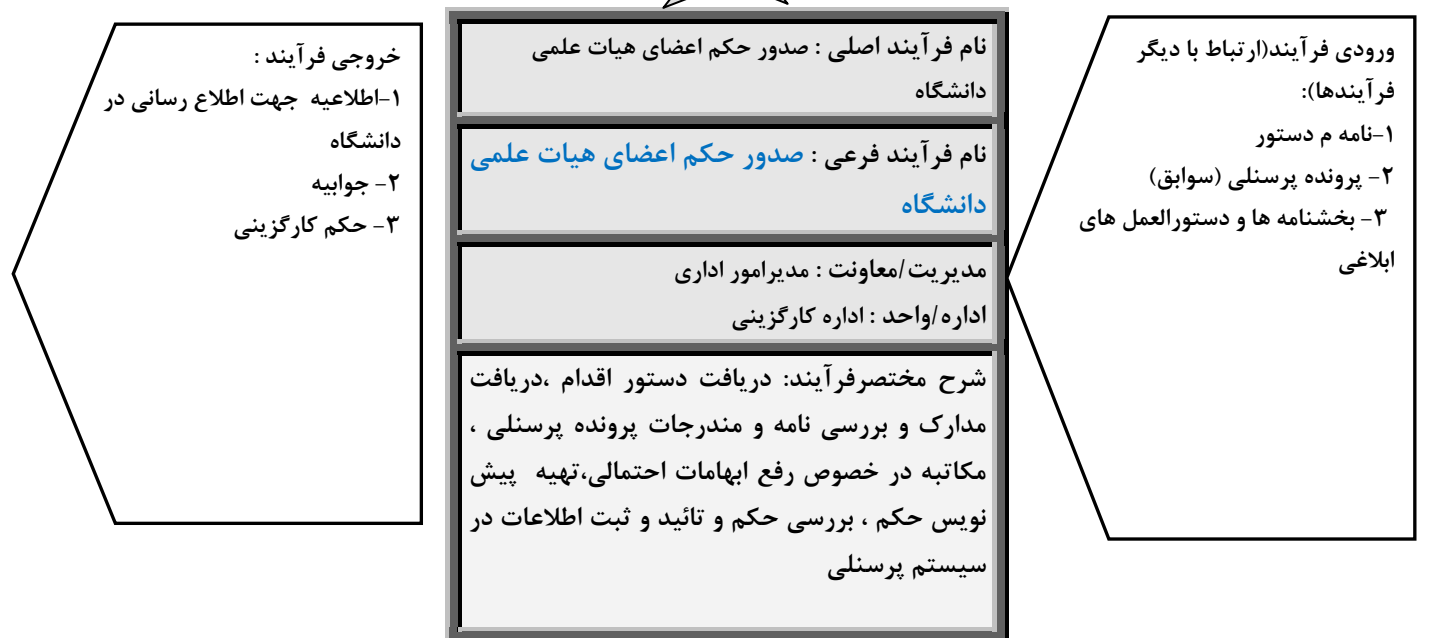 ورودی فرآیند(ارتباط با دیگر
فرآیندها):
۱-نامه م دستور
۲- پرونده پرسنلی (سوابق)
۳- بخشنامه ها و دستورالعمل های
ابلاغی
نام فرآیند اصلی : صدور حکم اعضای هیات علمی
دانشگاه
نام فرآیند فرعی : صدور حکم اعضای هیات علمی
دانشگاه
مدیریت/معاونت : مدیرامور اداری
اداره/واحد : اداره کارگزینی
شرح مختصرفرآیند: دریافت دستور اقدام ،دریافت
مدارک و بررسی نامه و مندرجات پرونده پرسنلی ،
مکاتبه در خصوص رفع ابهامات احتمالی،تهیه پیش
نویس حکم ، بررسی حکم و تائید و ثبت اطلاعات در
سیستم پرسنلی
خروجی فرآیند :
۱-اطلاعیه جهت اطلاع رسانی در
دانشگاه
۲- جوابیه
۳- حکم کارگزینی